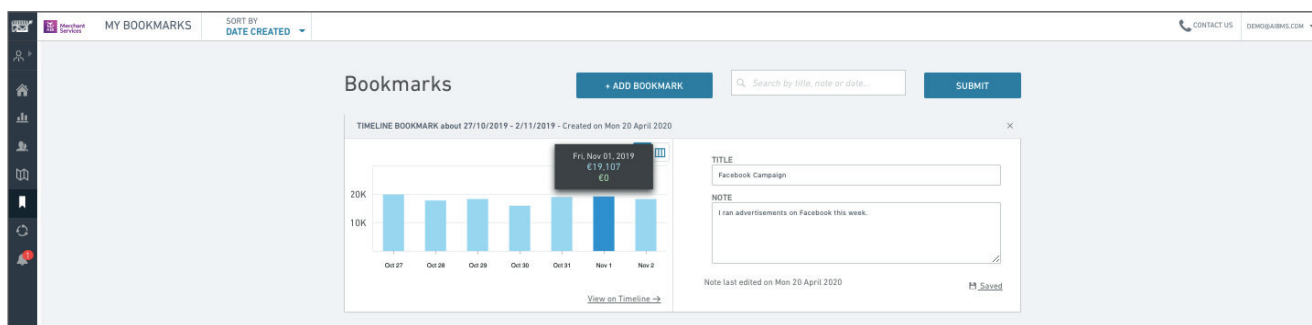 Merchant Services
MY BOOKMARKS
SORT BY
DATE CREATED
CONTACT US
DEMO@AIBMS.COM
Bookmarks
+ ADD BOOKMARK
Search by title, note or date...
SUBMIT
TIMELINE BOOKMARK about 27/10/2019 - 2/11/2019 - Created on Mon 20 April 2020
Fri, Nov 01, 2019
€19,107
€0
20K
10K
Oct 27 Oct 28 Oct 29 Oct 30 Oct 31 Nov 1 Nov 2
View on Timeline →
TITLE
Facebook Campaign
NOTE
I ran advertisements on Facebook this week.
Note last edited on Mon 20 April 2020
Saved
1